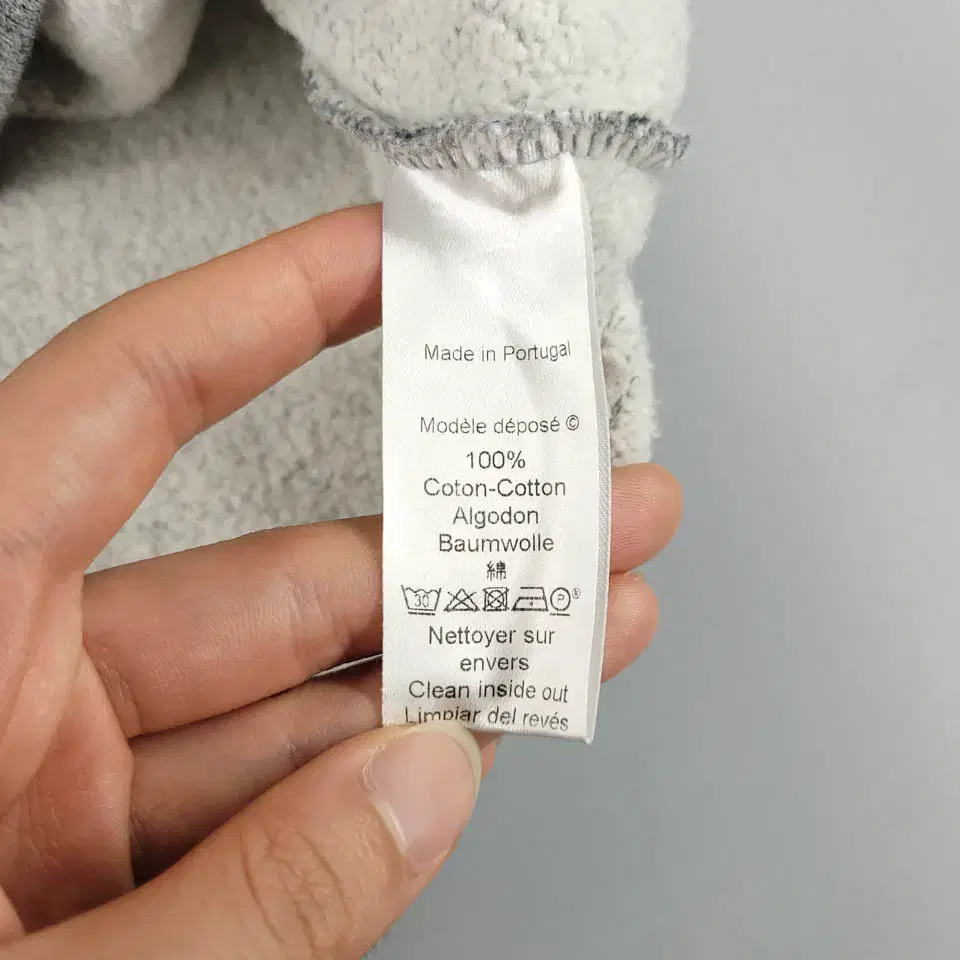 Made in Portugal
Modèle déposé ©
100%
Coton-Cotton
Algodon
Baumwolle
綿
30 P ®
Nettoyer sur
envers
Clean inside out
Limpiar del revés